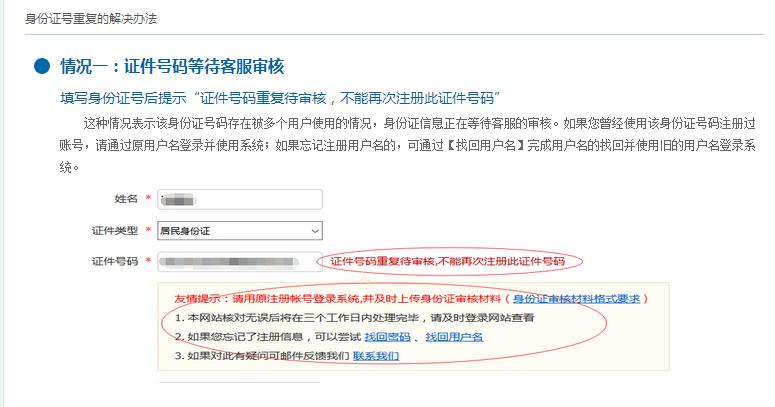 身份证号重复的解决办法
情况一：证件号码等待客服审核
填写身份证号后提示“证件号码重复待审核，不能再次注册此证件号码”
这种情况表示该身份证号码存在被多个用户使用的情况，身份证信息正在等待客服的审核。如果您曾经使用该身份证号码注册过
账号，请通过原用户名登录并使用系统；如果忘记注册用户名的，可通过【找回用户名】完成用户名的找回并使用旧的用户名登录系
统。
姓名 *
证件类型 * 居民身份证
证件号码 * 证件号码重复待审核,不能再次注册此证件号码
友情提示：请用原注册帐号登录系统,并及时上传身份证审核材料（身份证审核材料格式要求）
1. 本网站核对无误后将在三个工作日内处理完毕，请及时登录网站查看
2. 如果您忘记了注册信息，可以尝试 找回密码 、找回用户名
3. 如果对此有疑问可邮件反馈我们 联系我们